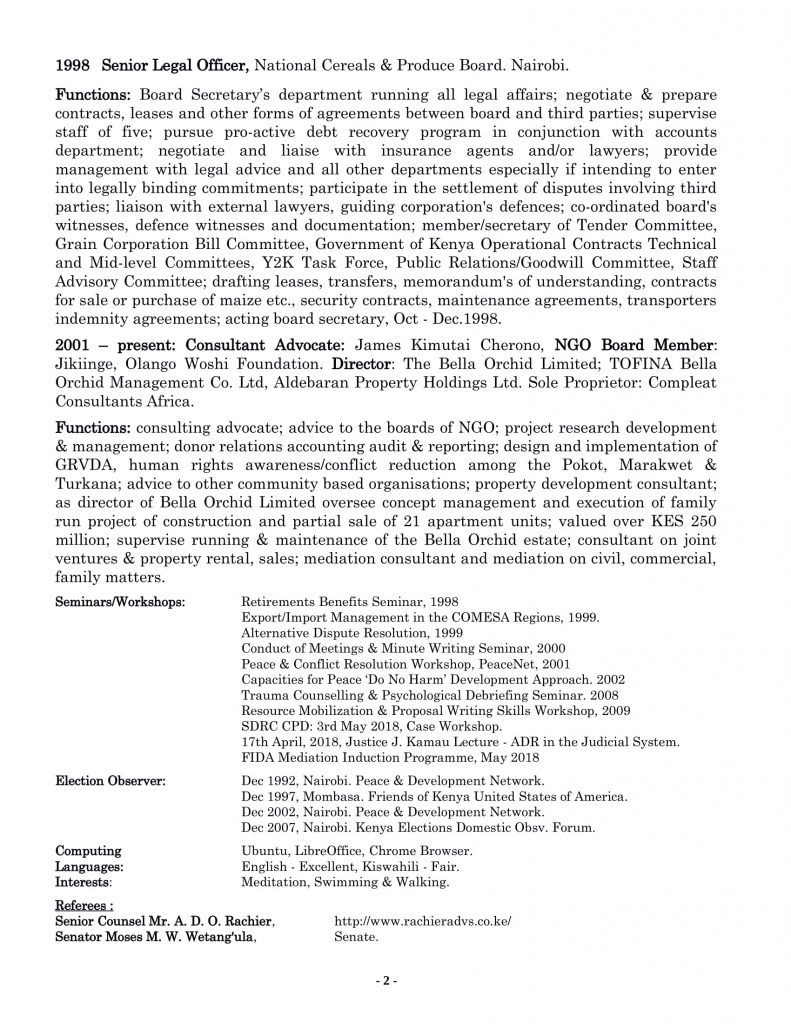 1998 Senior Legal Officer, National Cereals & Produce Board. Nairobi.
Functions: Board Secretary's department running all legal affairs; negotiate & prepare
contracts, leases and other forms of agreements between board and third parties; supervise
staff of five; pursue pro-active debt recovery program in conjunction with accounts
department; negotiate and liaise with insurance agents and/or lawyers; provide
management with legal advice and all other departments especially if intending to enter
into legally binding commitments; participate in the settlement of disputes involving third
parties; liaison with external lawyers, guiding corporation's defences; co-ordinated board's
witnesses, defence witnesses and documentation; member/secretary of Tender Committee,
Grain Corporation Bill Committee, Government of Kenya Operational Contracts Technical
and Mid-level Committees, Y2K Task Force, Public Relations/Goodwill Committee, Staff
Advisory Committee; drafting leases, transfers, memorandum's of understanding, contracts
for sale or purchase of maize etc., security contracts, maintenance agreements, transporters
indemnity agreements; acting board secretary, Oct - Dec.1998.
2001 – present: Consultant Advocate: James Kimutai Cherono, NGO Board Member:
Jikiinge, Olango Woshi Foundation. Director: The Bella Orchid Limited; TOFINA Bella
Orchid Management Co. Ltd, Aldebaran Property Holdings Ltd. Sole Proprietor: Compleat
Consultants Africa.
Functions: consulting advocate; advice to the boards of NGO; project research development
& management; donor relations accounting audit & reporting; design and implementation of
GRVDA, human rights awareness/conflict reduction among the Pokot, Marakwet &
Turkana; advice to other community based organisations; property development consultant;
as director of Bella Orchid Limited oversee concept management and execution of family
run project of construction and partial sale of 21 apartment units; valued over KES 250
million; supervise running & maintenance of the Bella Orchid estate; consultant on joint
ventures & property rental, sales; mediation consultant and mediation on civil, commercial,
family matters.
Seminars/Workshops: Retirements Benefits Seminar, 1998
Export/Import Management in the COMESA Regions, 1999.
Alternative Dispute Resolution, 1999
Conduct of Meetings & Minute Writing Seminar, 2000
Peace & Conflict Resolution Workshop, PeaceNet, 2001
Capacities for Peace 'Do No Harm' Development Approach. 2002
Trauma Counselling & Psychological Debriefing Seminar. 2008
Resource Mobilization & Proposal Writing Skills Workshop, 2009
SDRC CPD: 3rd May 2018, Case Workshop.
17th April, 2018, Justice J. Kamau Lecture - ADR in the Judicial System.
FIDA Mediation Induction Programme, May 2018
Election Observer: Dec 1992, Nairobi. Peace & Development Network.
Dec 1997, Mombasa. Friends of Kenya United States of America.
Dec 2002, Nairobi. Peace & Development Network.
Dec 2007, Nairobi. Kenya Elections Domestic Obsv. Forum.
Computing Ubuntu, LibreOffice, Chrome Browser.
Languages: English - Excellent, Kiswahili - Fair.
Interests: Meditation, Swimming & Walking.
Referees :
Senior Counsel Mr. A. D. O. Rachier, http://www.rachieradvs.co.ke/
Senator Moses M. W. Wetang'ula, Senate.
- 2 -